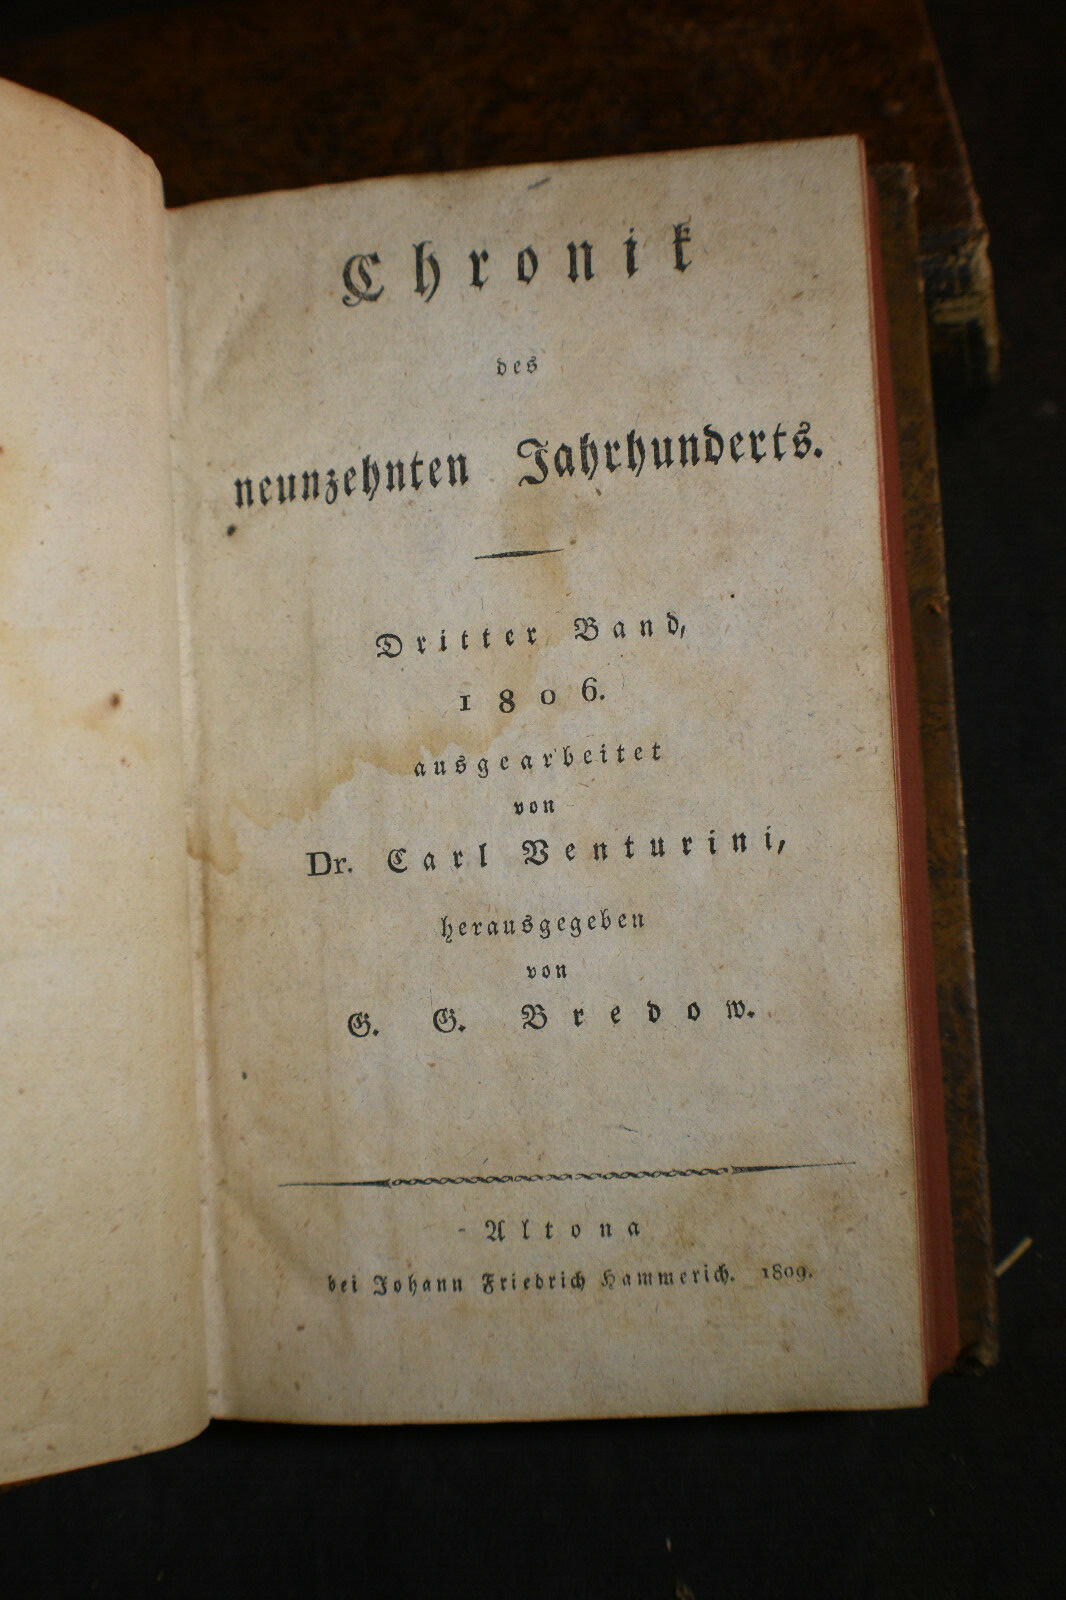 Chronik
des
neunzehnten Jahrhunderts.
Dritter Band,
1806.
ausgearbeitet
von
Dr. Carl Venturini,
herausgegeben
von
G. G. Bredow.
Altona
bei Johann Friedrich Hammerich. 1809.